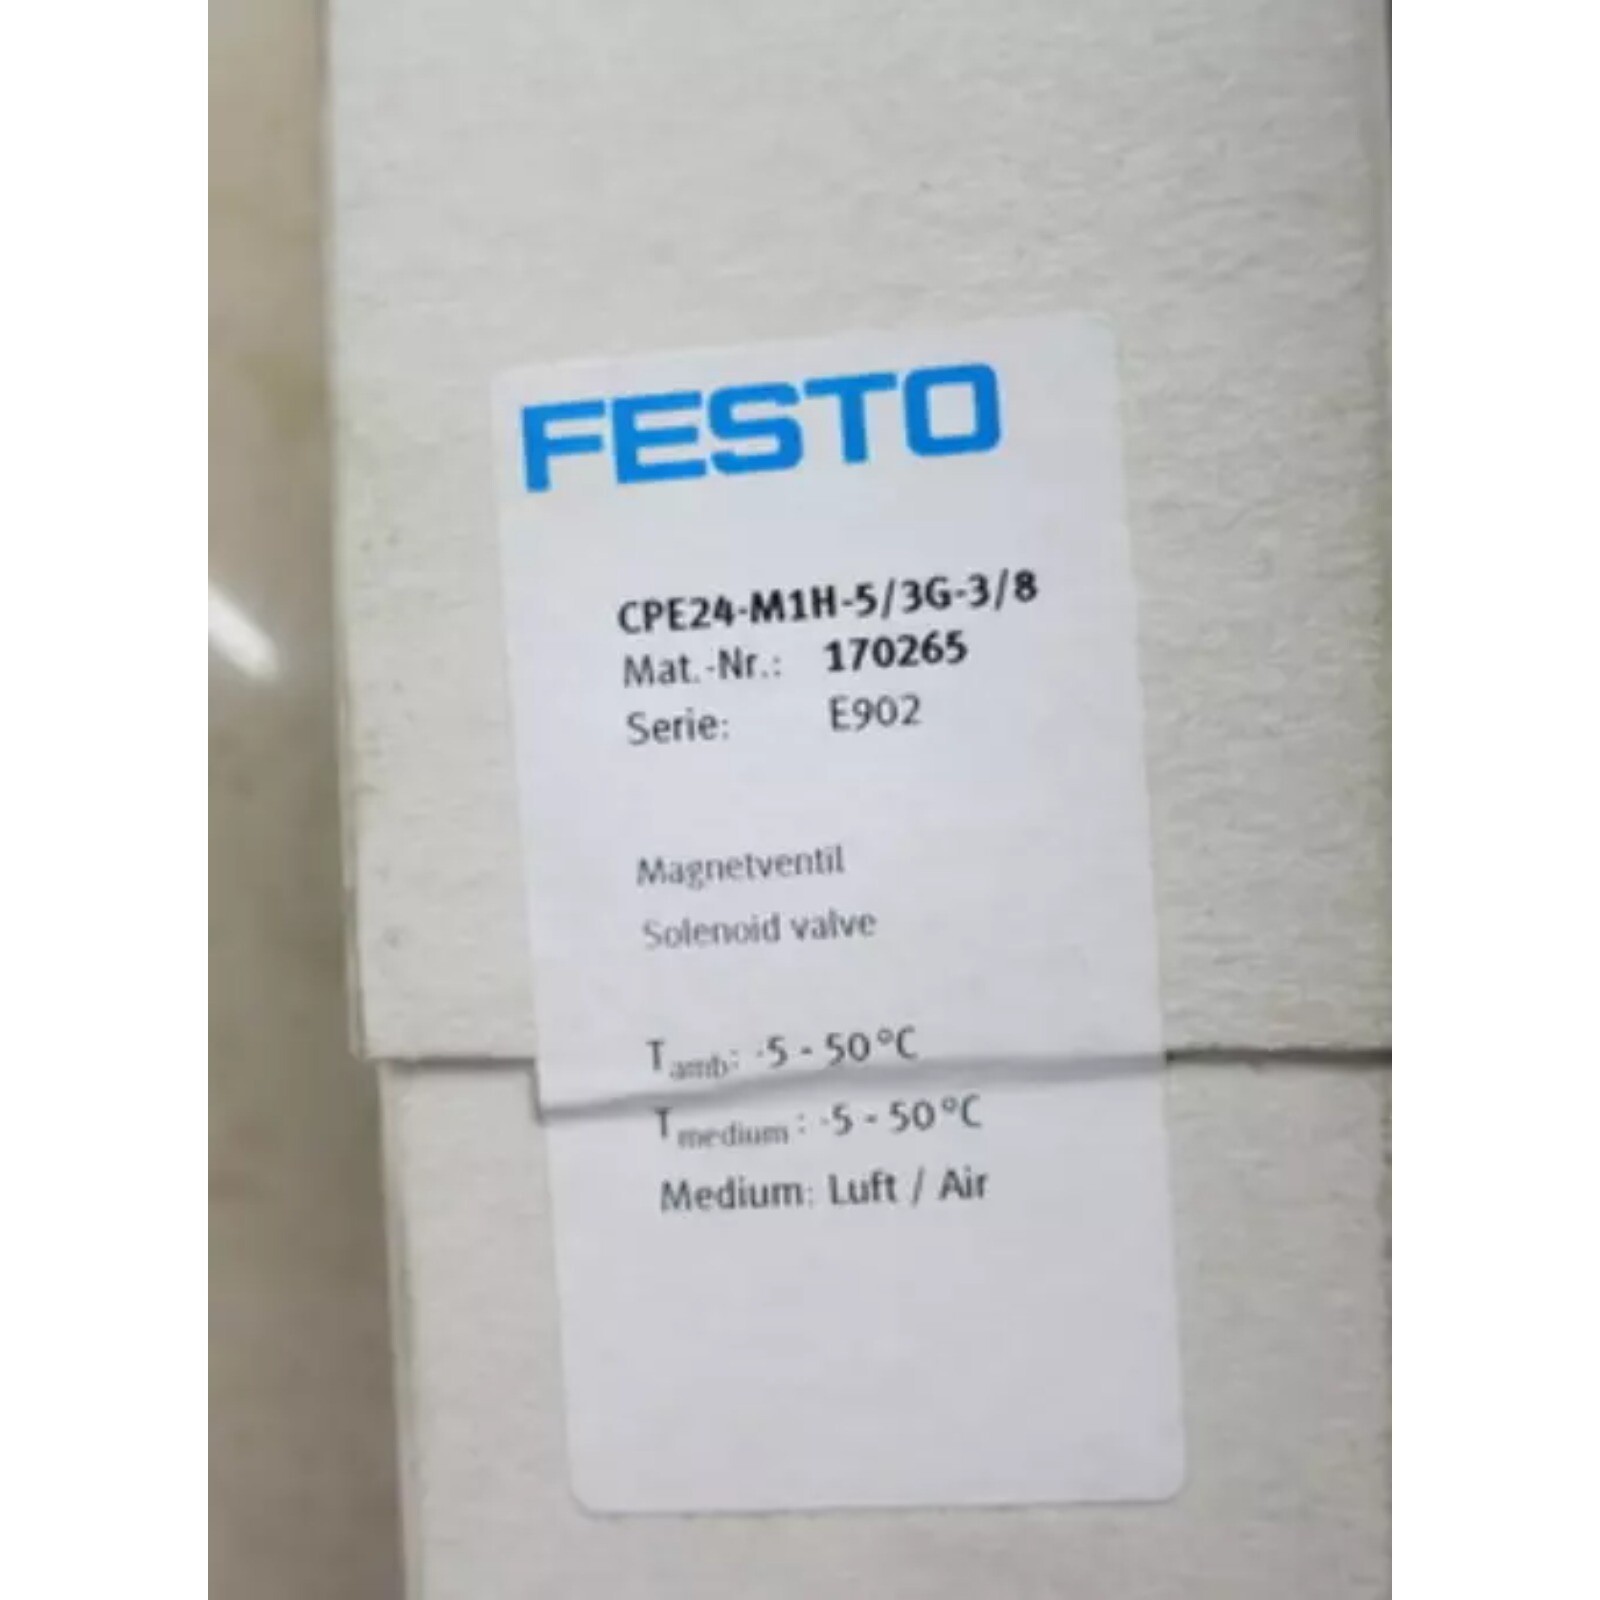 FESTO
CPE24-M1H-5/3G-3/8
Mat.-Nr.: 170265
Serie: E902
Magnetventil
Solenoid valve
Tamb: -5 - 50°C
Tmedium: -5 - 50°C
Medium: Luft / Air